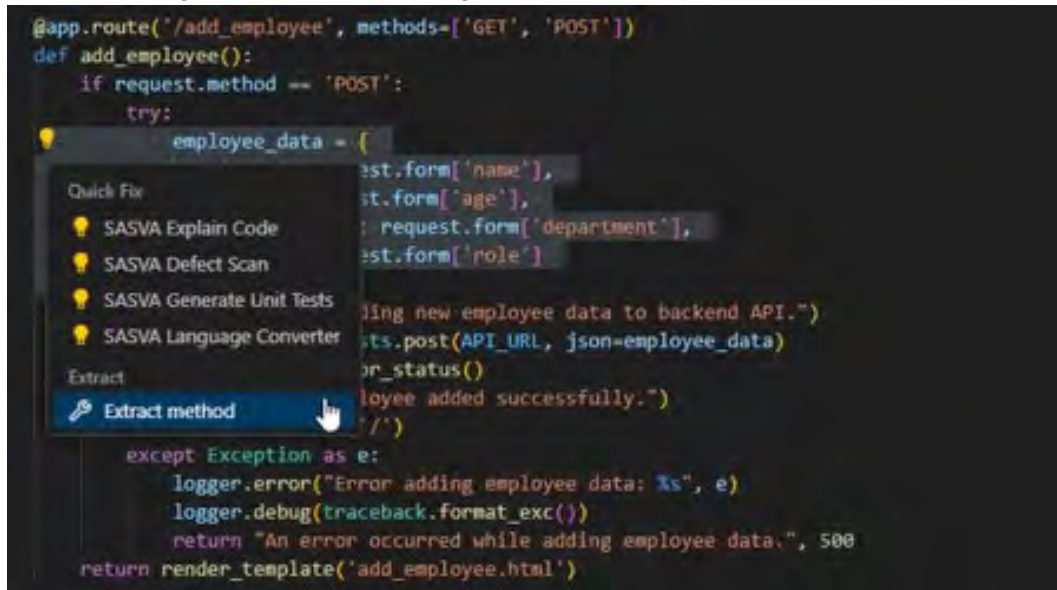 @app.route('/add_employee', methods=['GET', 'POST'])
def add_employee():
if request.method == 'POST':
try:
employee_data = {
est.form['name'],
st.form['age'],
: request.form['department'],
est.form['role']
Quick Fix
SASVA Explain Code
SASVA Defect Scan
SASVA Generate Unit Tests
SASVA Language Converter
Extract
Extract method
ding new employee data to backend API.")
sts.post(API_URL, json=employee_data)
or_status()
loyee added successfully.")
'/')
except Exception as e:
logger.error("Error adding employee data: %s", e)
logger.debug(traceback.format_exc())
return "An error occurred while adding employee data.", 500
return render_template('add_employee.html')